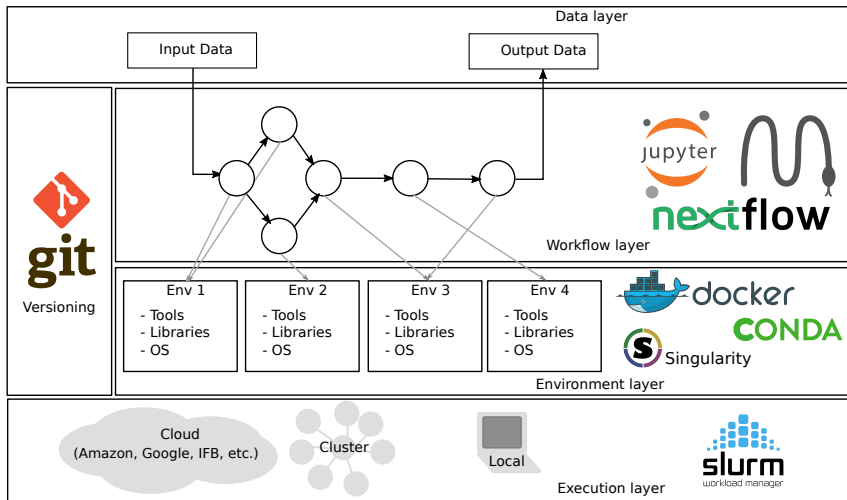 Data layer
Input Data
Output Data
jupyter
nextflow
Workflow layer
git
Versioning
Env 1
- Tools
- Libraries
- OS
Env 2
- Tools
- Libraries
- OS
Env 3
- Tools
- Libraries
- OS
Env 4
- Tools
- Libraries
- OS
docker
CONDA
S
Singularity
Environment layer
Cloud
(Amazon, Google, IFB, etc.)
Cluster
Local
slurm
workload manager
Execution layer